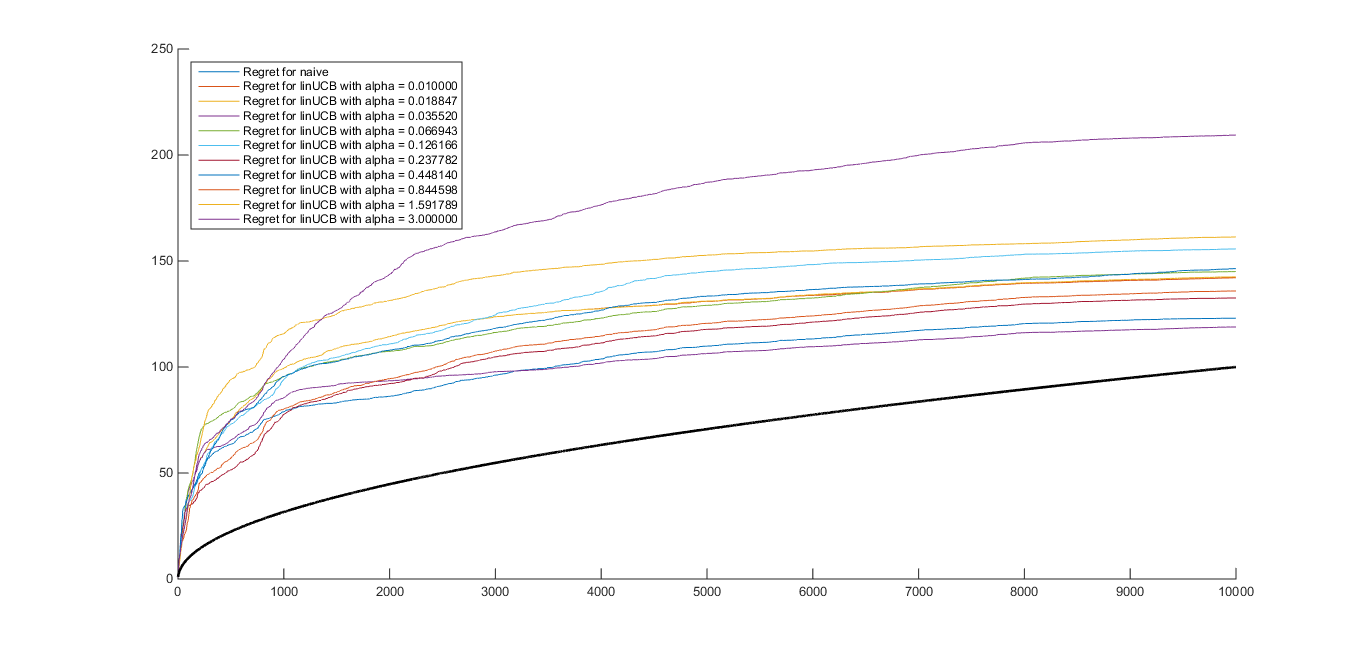 250
Regret for naive
Regret for linUCB with alpha = 0.010000
Regret for linUCB with alpha = 0.018847
Regret for linUCB with alpha = 0.035520
Regret for linUCB with alpha = 0.066943
Regret for linUCB with alpha = 0.126166
Regret for linUCB with alpha = 0.237782
Regret for linUCB with alpha = 0.448140
Regret for linUCB with alpha = 0.844598
Regret for linUCB with alpha = 1.591789
Regret for linUCB with alpha = 3.000000
200
150
100
50
0
0 1000 2000 3000 4000 5000 6000 7000 8000 9000 10000